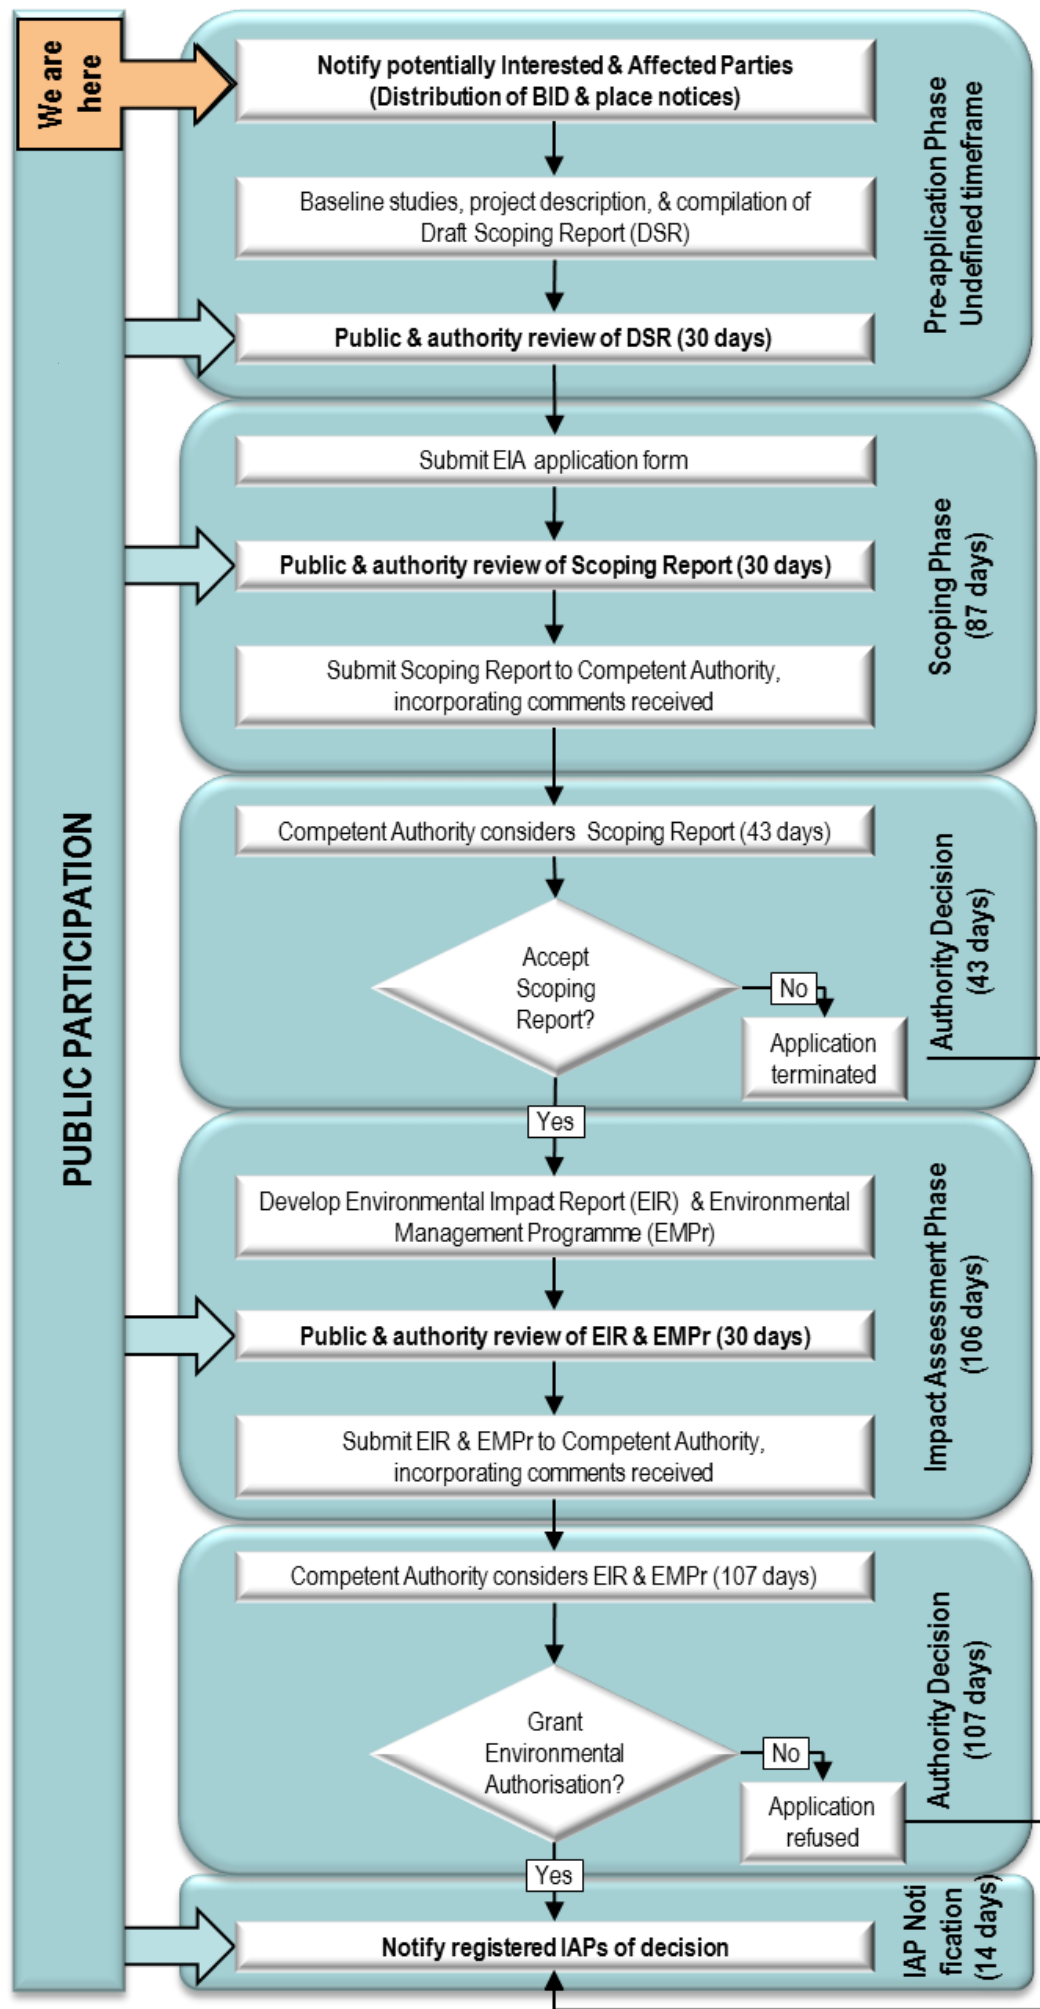 We are
here
Notify potentially Interested & Affected Parties
(Distribution of BID & place notices)
Baseline studies, project description, & compilation of
Draft Scoping Report (DSR)
Public & authority review of DSR (30 days)
Pre-application Phase
Undefined timeframe
Submit EIA application form
Public & authority review of Scoping Report (30 days)
Submit Scoping Report to Competent Authority,
incorporating comments received
Scoping Phase
(87 days)
PUBLIC PARTICIPATION
Competent Authority considers Scoping Report (43 days)
Accept
Scoping
Report?
No
Application
terminated
Authority Decision
(43 days)
Yes
Develop Environmental Impact Report (EIR) & Environmental
Management Programme (EMPr)
Public & authority review of EIR & EMPr (30 days)
Submit EIR & EMPr to Competent Authority,
incorporating comments received
Impact Assessment Phase
(106 days)
Competent Authority considers EIR & EMPr (107 days)
Grant
Environmental
Authorisation?
No
Application
refused
Authority Decision
(107 days)
Yes
Notify registered IAPs of decision
IAP Noti
fication
(14 days)